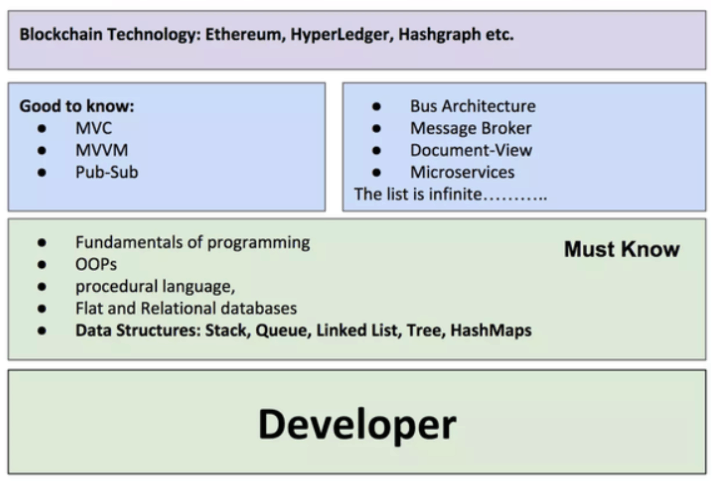 Blockchain Technology: Ethereum, HyperLedger, Hashgraph etc.
Good to know:
● MVC
● MVVM
● Pub-Sub
● Bus Architecture
● Message Broker
● Document-View
● Microservices
The list is infinite………..
Must Know
● Fundamentals of programming
● OOPs
● procedural language,
● Flat and Relational databases
● Data Structures: Stack, Queue, Linked List, Tree, HashMaps
Developer